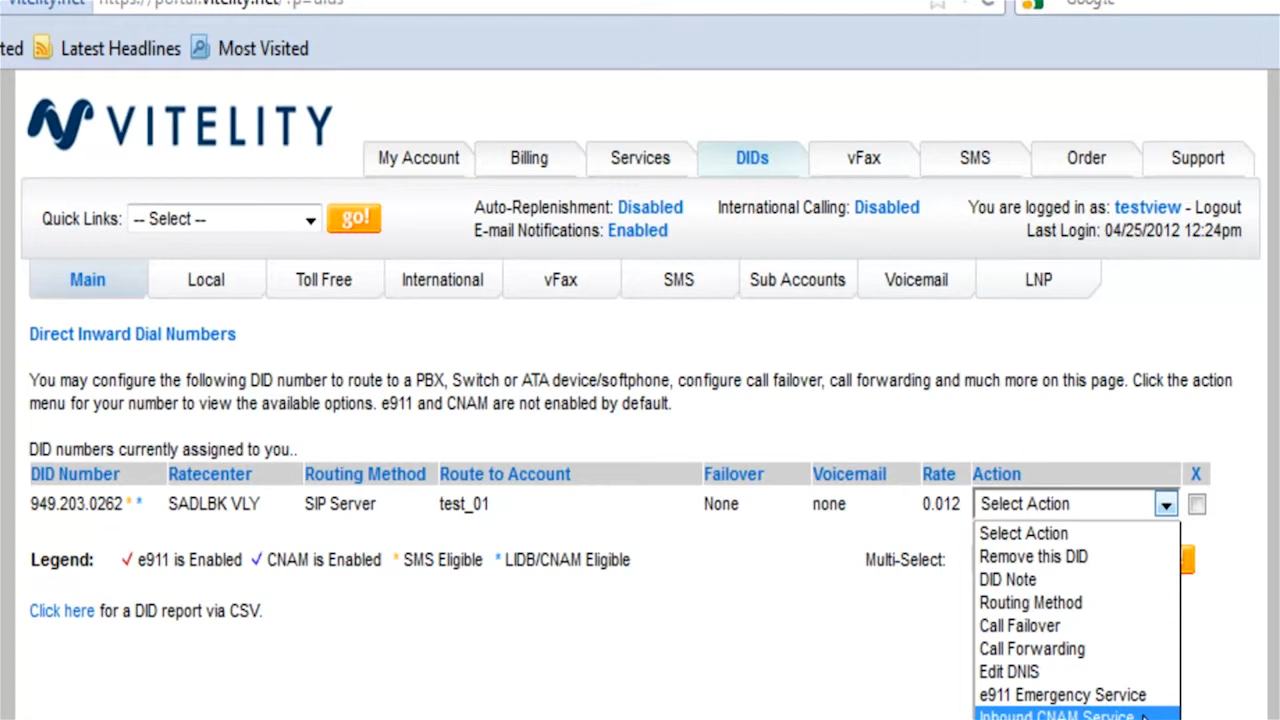 Latest Headlines Most Visited
VITELITY
My Account Billing Services DIDs vFax SMS Order Support
Quick Links: -- Select -- go! Auto-Replenishment: Disabled International Calling: Disabled You are logged in as: testview - Logout
E-mail Notifications: Enabled Last Login: 04/25/2012 12:24pm
Main Local Toll Free International vFax SMS Sub Accounts Voicemail LNP
Direct Inward Dial Numbers
You may configure the following DID number to route to a PBX, Switch or ATA device/softphone, configure call failover, call forwarding and much more on this page. Click the action
menu for your number to view the available options. e911 and CNAM are not enabled by default.
DID numbers currently assigned to you..
DID Number Ratecenter Routing Method Route to Account Failover Voicemail Rate Action X
949.203.0262 * * SADLBK VLY SIP Server test_01 None none 0.012 Select Action
Select Action
Remove this DID
Legend: √ e911 is Enabled √ CNAM is Enabled * SMS Eligible * LIDB/CNAM Eligible Multi-Select:
DID Note
Routing Method
Click here for a DID report via CSV.
Call Failover
Call Forwarding
Edit DNIS
e911 Emergency Service
Inbound CNAM Service